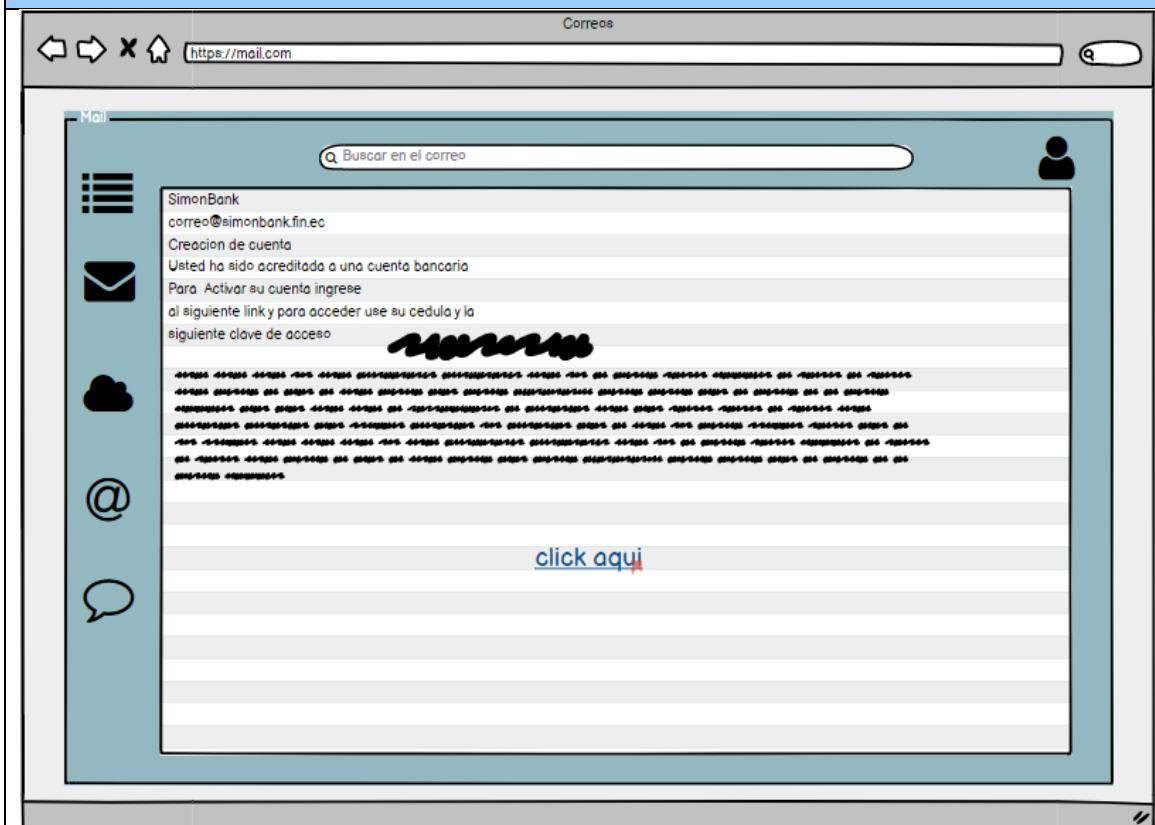 Correos
https://mail.com
Mail
Buscar en el correo
SimonBank
correo@simonbank.fin.ec
Creacion de cuenta
Usted ha sido acreditada a una cuenta bancaria
Para Activar su cuenta ingrese
al siguiente link y para acceder use su cedula y la
siguiente clave de acceso
@
click aqui